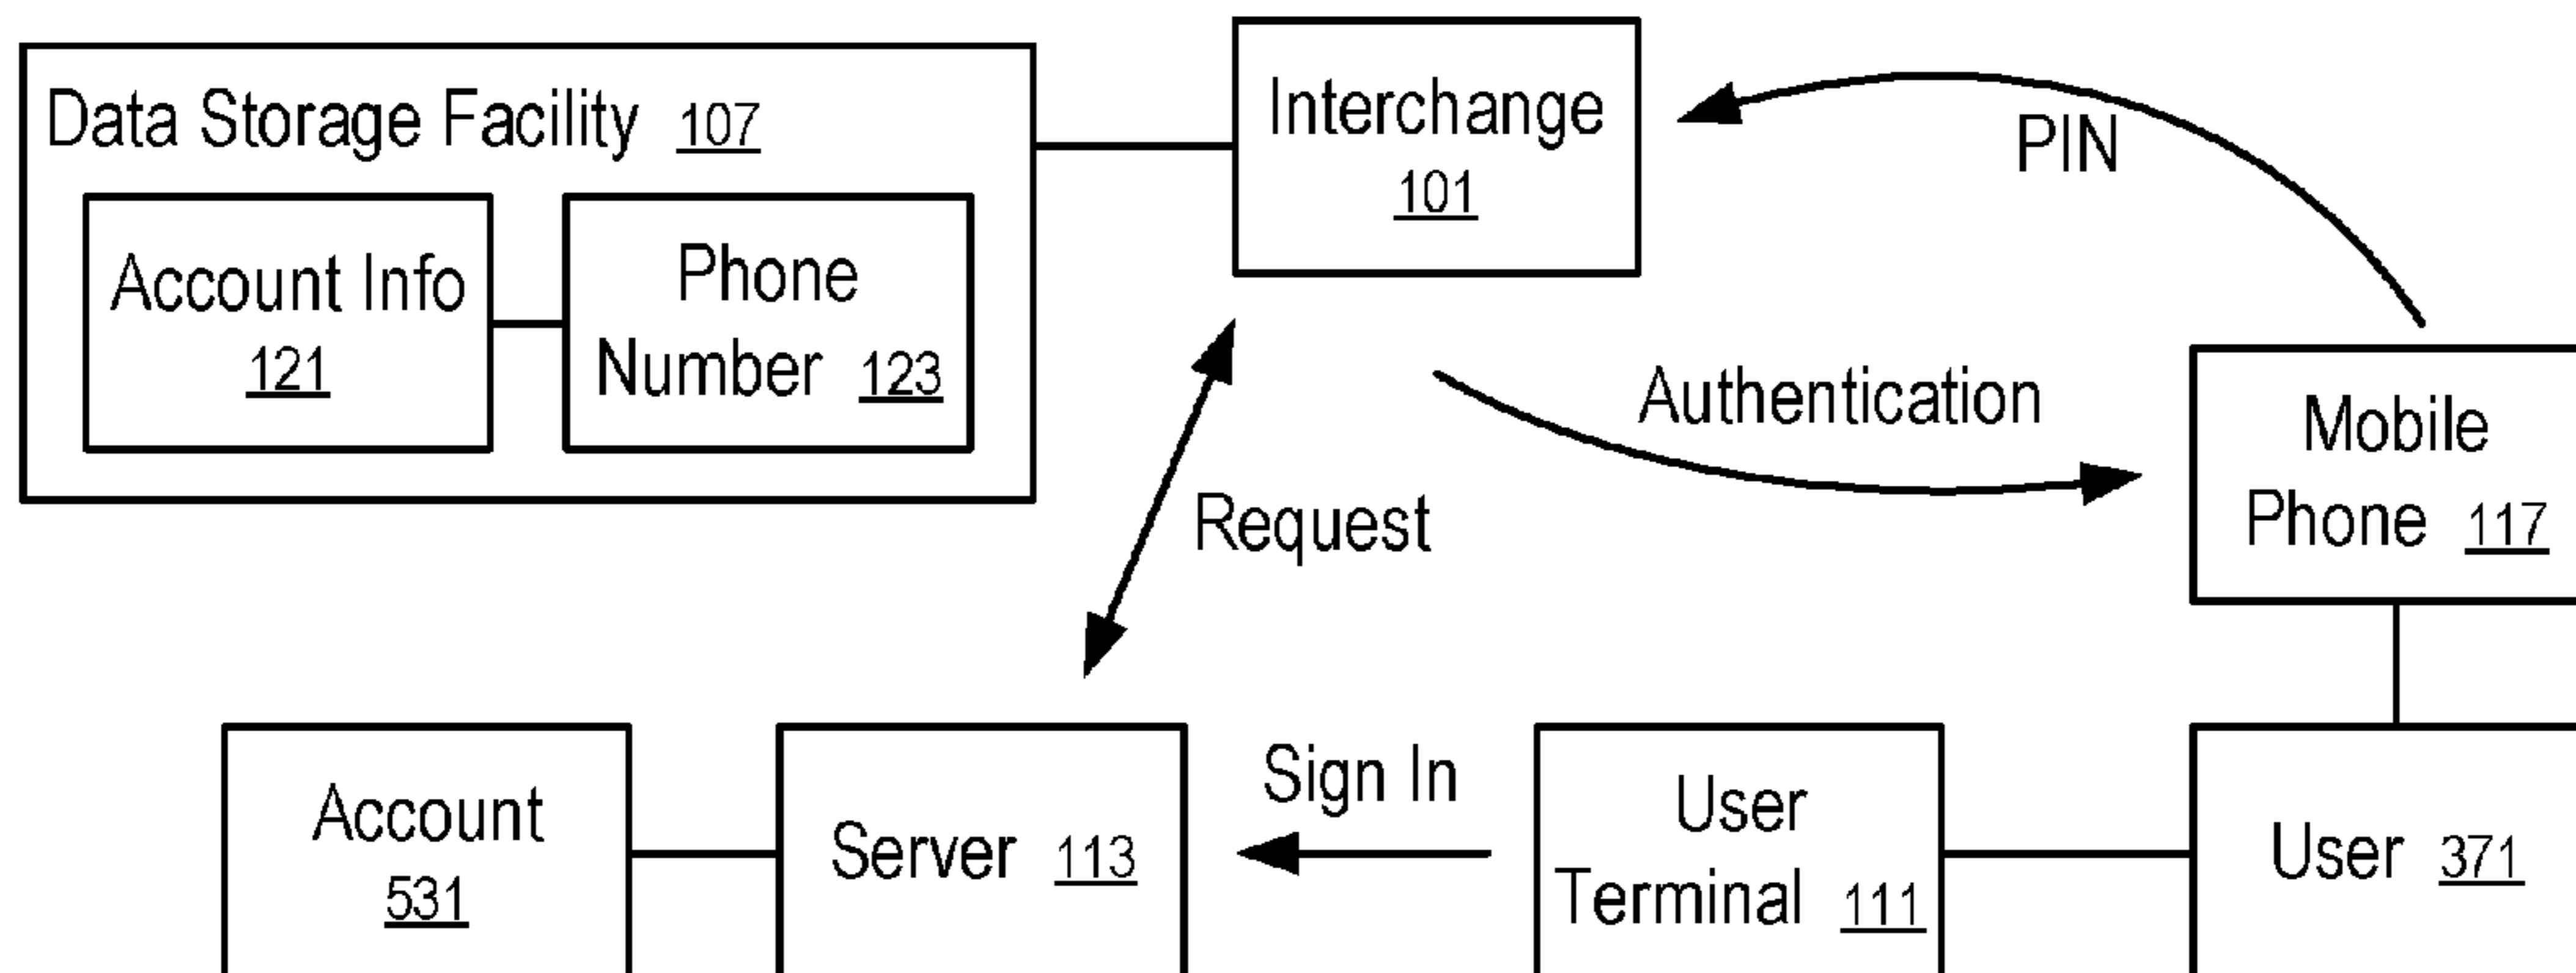 Data Storage Facility 107
Account Info
121
Phone
Number 123
Interchange
101
PIN
Authentication
Request
Mobile
Phone 117
Account
531
Server 113
Sign In
User
Terminal 111
User 371